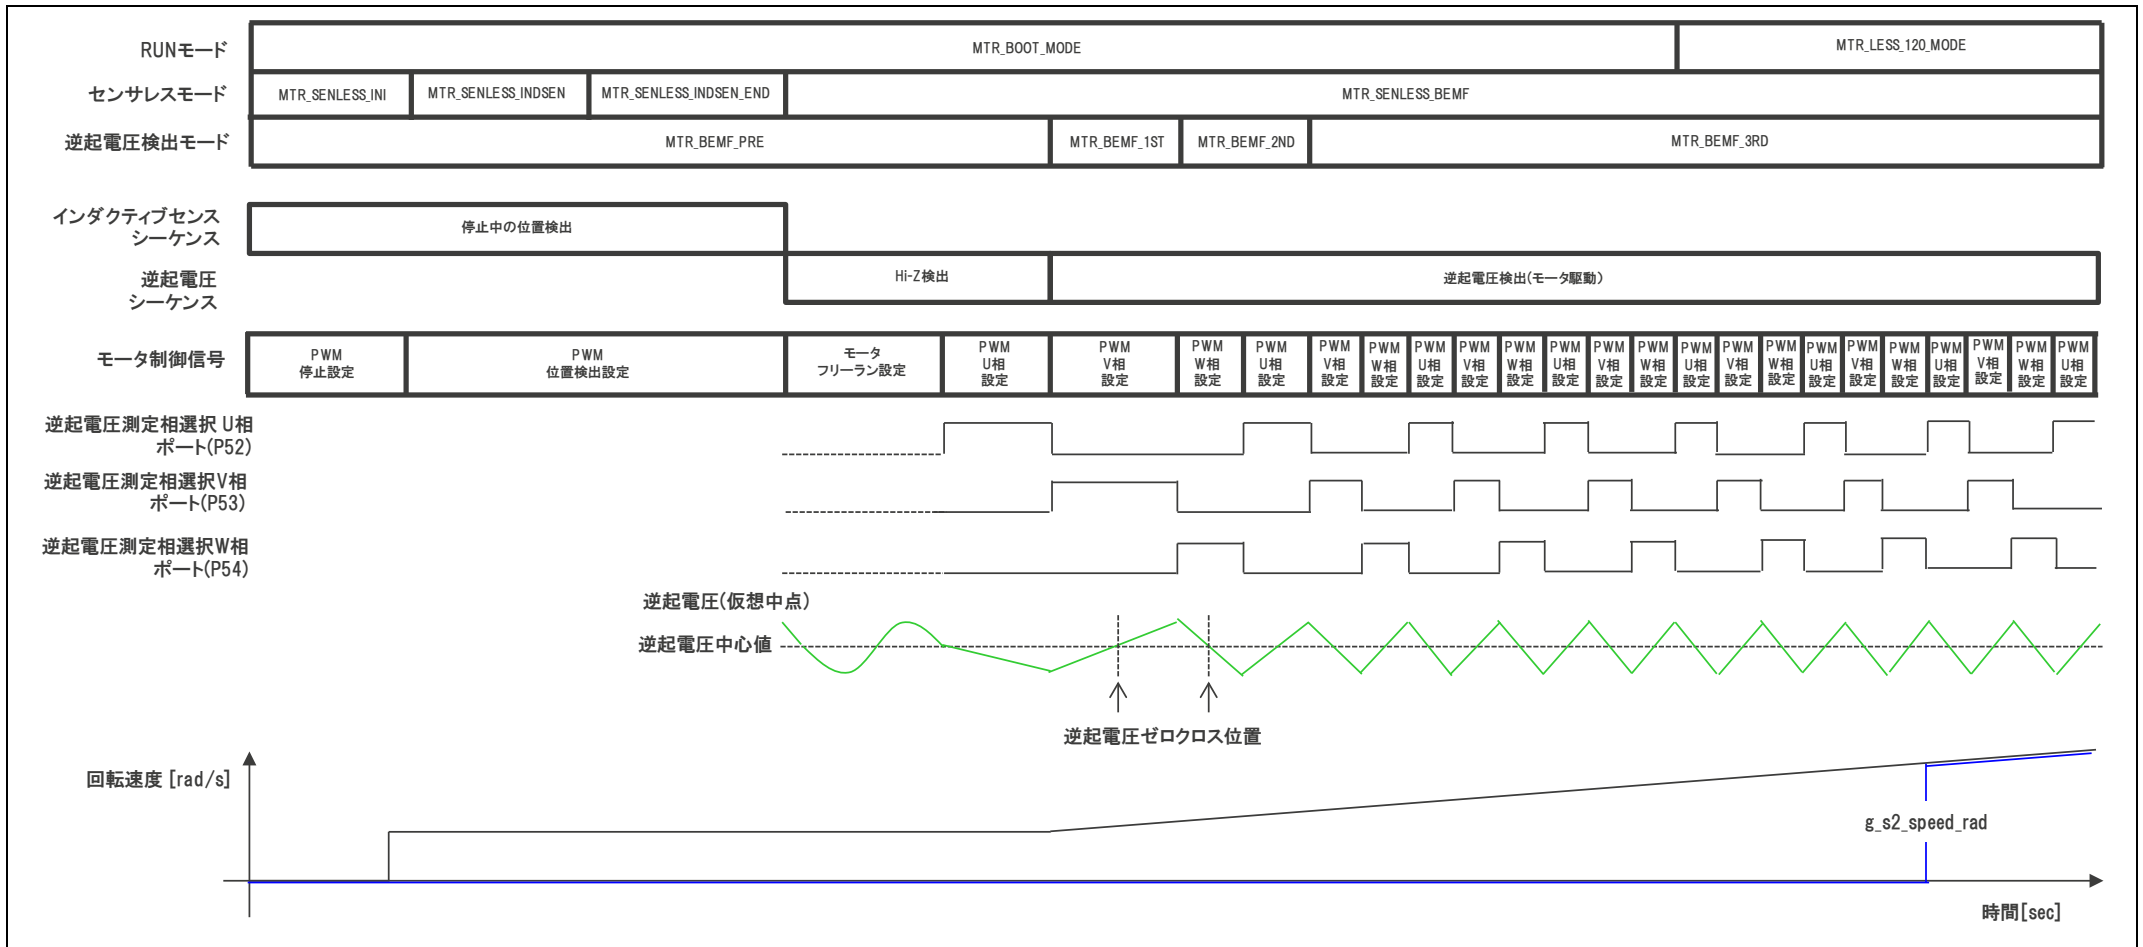 RUNモード
MTR_BOOT_MODE
MTR_LESS_120_MODE
センサレスモード
MTR_SENLESS_INI
MTR_SENLESS_INDSEN
MTR_SENLESS_INDSEN_END
MTR_SENLESS_BEMF
逆起電圧検出モード
MTR_BEMF_PRE
MTR_BEMF_1ST
MTR_BEMF_2ND
MTR_BEMF_3RD
インダクティブセンス
シーケンス
停止中の位置検出
逆起電圧
シーケンス
Hi-Z検出
逆起電圧検出(モータ駆動)
モータ制御信号
PWM
停止設定
PWM
位置検出設定
モータ
フリーラン設定
PWM
U相
設定
PWM
V相
設定
PWM
W相
設定
PWM
U相
設定
PWM
V相
設定
PWM
W相
設定
PWM
U相
設定
PWM
V相
設定
PWM
W相
設定
PWM
U相
設定
PWM
V相
設定
PWM
W相
設定
PWM
U相
設定
PWM
V相
設定
PWM
W相
設定
PWM
U相
設定
PWM
V相
設定
PWM
W相
設定
PWM
U相
設定
PWM
V相
設定
PWM
W相
設定
PWM
U相
設定
逆起電圧測定相選択 U相
ポート(P52)
逆起電圧測定相選択V相
ポート(P53)
逆起電圧測定相選択W相
ポート(P54)
逆起電圧(仮想中点)
逆起電圧中心値
逆起電圧ゼロクロス位置
回転速度 [rad/s]
g_s2_speed_rad
時間[sec]